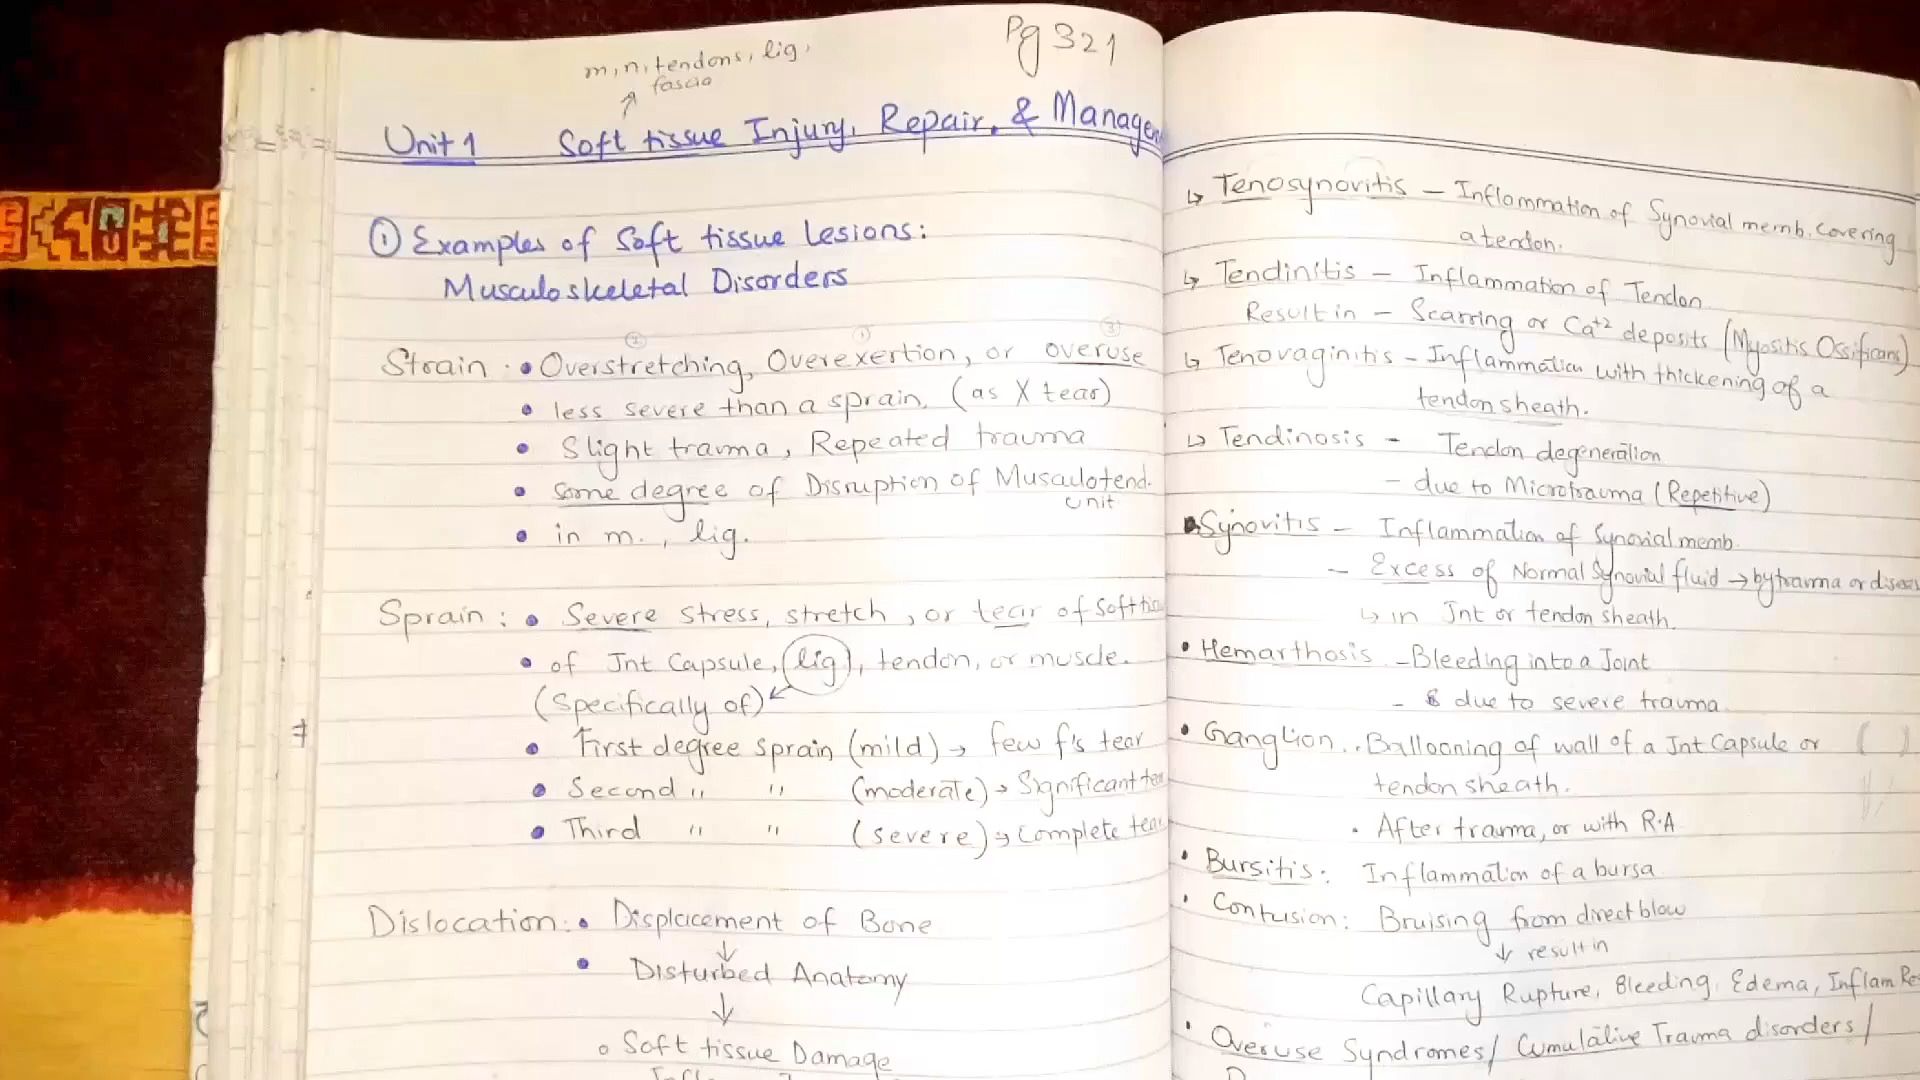 Pg 321
m, n, tendons, lig,
fascia
Unit 1 Soft tissue Injury, Repair, & Managem
① Examples of Soft tissue Lesions:
Musculoskeletal Disorders
② ① ③
Strain . • Overstretching, Overexertion, or overuse
• less severe than a sprain. (as X tear)
• Slight trauma, Repeated trauma
• some degree of Disruption of Musculotend.
unit
• in m., lig.
Sprain : • Severe stress, stretch, or tear of soft tis
• of Jnt Capsule, lig, tendon, or muscle.
(Specifically of) ↙
• First degree sprain (mild) → few f's tear
• Second " " (moderate) → Significant tear
• Third " " (severe) → Complete tear
Dislocation: • Displacement of Bone
↓
• Disturbed Anatomy
↓
o Soft tissue Damage
↳ Tenosynovitis – Inflammation of Synovial memb. covering
a tendon.
↳ Tendinitis – Inflammation of Tendon
Result in – Scarring or Ca+2 deposits (Myositis Ossificans)
↳ Tenovaginitis – Inflammation with thickening of a
tendon sheath.
↳ Tendinosis – Tendon degeneration
– due to Microtrauma (Repetitive)
• Synovitis – Inflammation of Synovial memb.
– Excess of Normal Synovial fluid → by trauma or diseas
↳ in Jnt or tendon sheath.
• Hemarthosis – Bleeding into a Joint
– due to severe trauma
• Ganglion . . Ballooning of wall of a Jnt Capsule or ( )
tendon sheath.
• After trauma, or with R.A
• Bursitis: Inflammation of a bursa
• Contusion: Bruising from direct blow
↓ result in
Capillary Rupture, Bleeding, Edema, Inflam Res
• Overuse Syndromes/ Cumulative Trauma disorders/